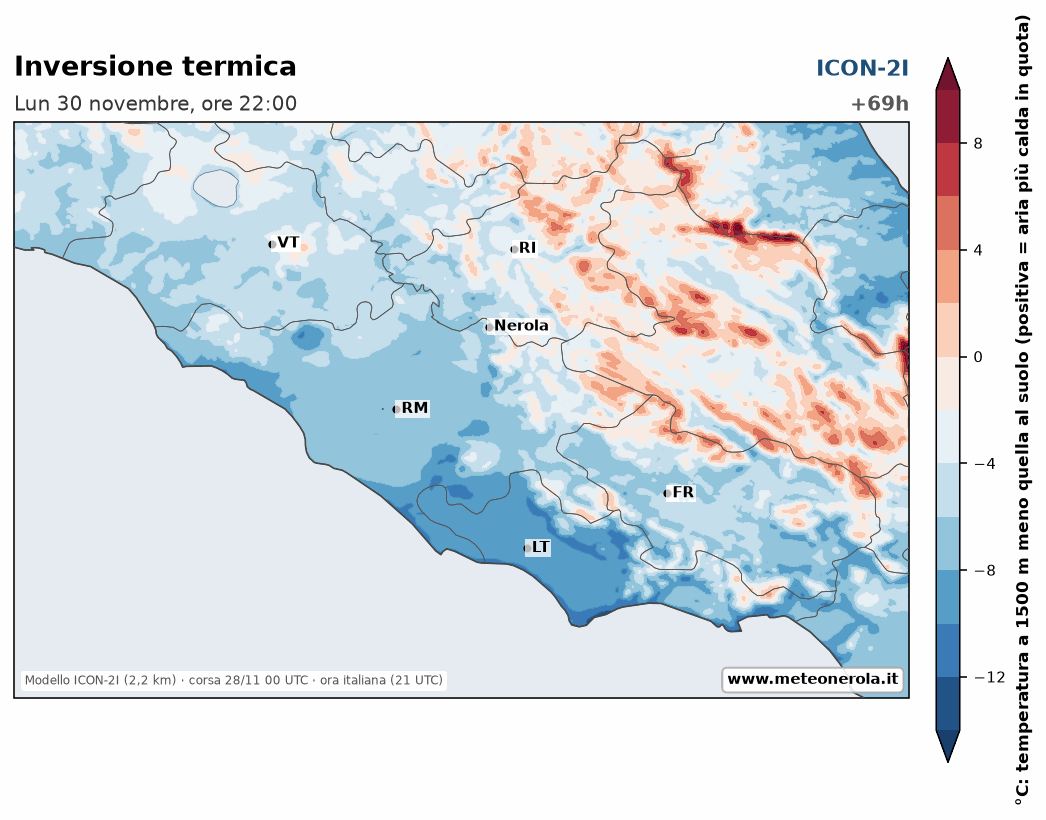 Inversione termica
ICON-2I
Lun 30 novembre, ore 22:00
+69h
VT
RI
Nerola
RM
FR
LT
Modello ICON-2I (2,2 km) · corsa 28/11 00 UTC · ora italiana (21 UTC)
www.meteonerola.it
8
4
0
−4
−8
−12
°C: temperatura a 1500 m meno quella al suolo (positiva = aria più calda in quota)